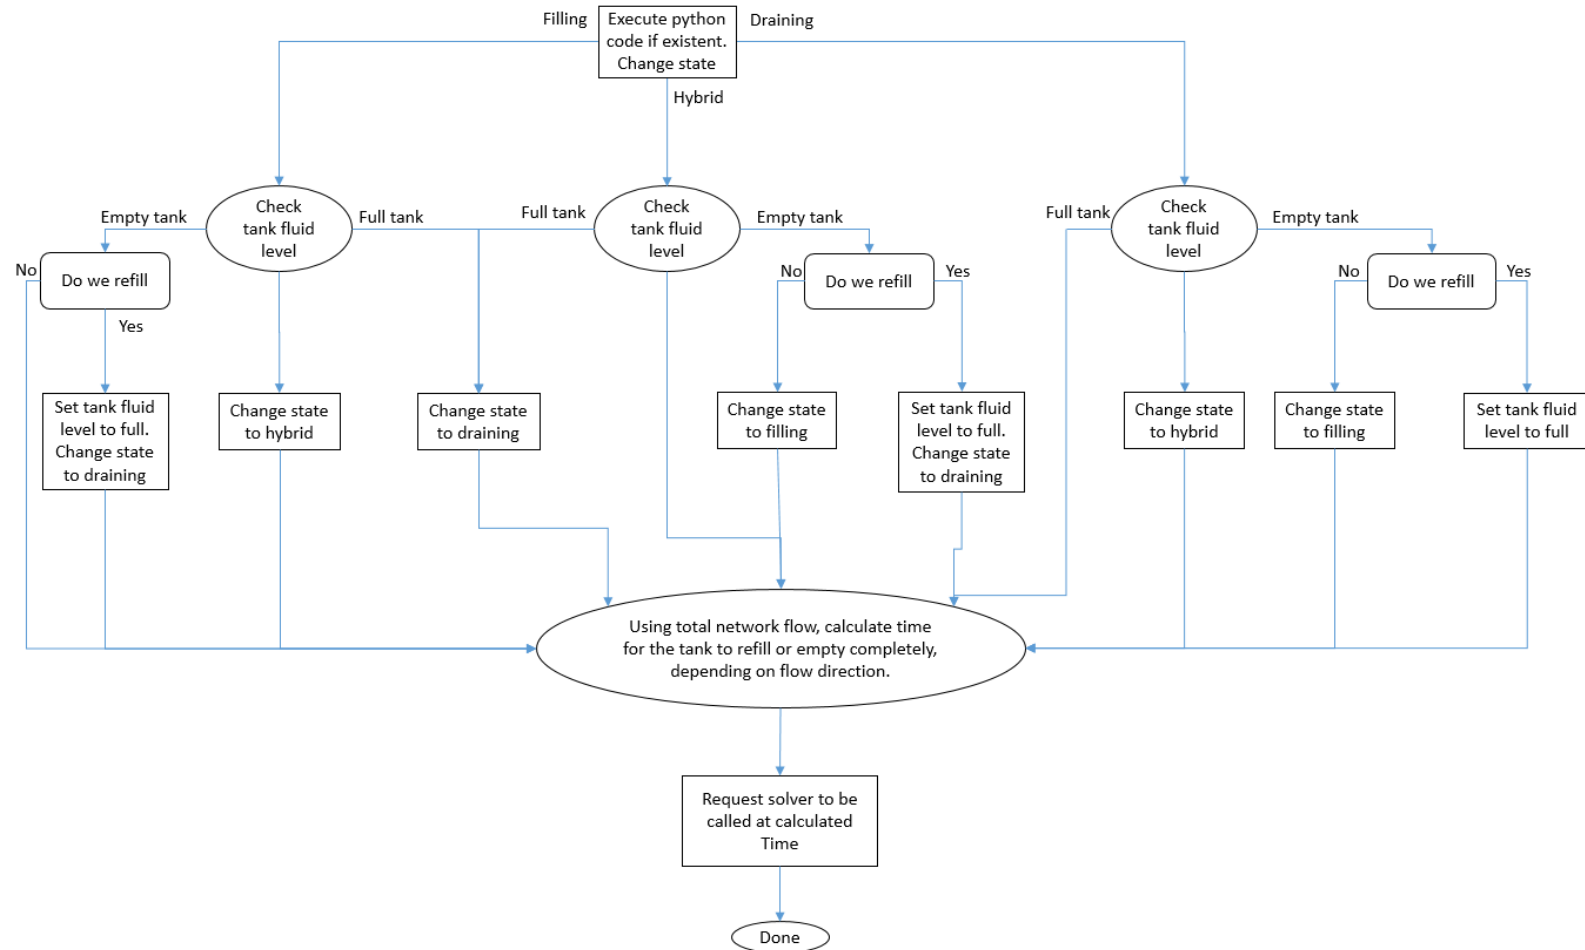 Filling
Execute python
code if existent.
Change state
Draining
Hybrid
Check
tank fluid
level
Empty tank
Full tank
Full tank
Check
tank fluid
level
Empty tank
Full tank
Check
tank fluid
level
Empty tank
No
Do we refill
Yes
No
Do we refill
Yes
No
Do we refill
Yes
Set tank fluid
level to full.
Change state
to draining
Change state
to hybrid
Change state
to draining
Change state
to filling
Set tank fluid
level to full.
Change state
to draining
Change state
to hybrid
Change state
to filling
Set tank fluid
level to full
Using total network flow, calculate time
for the tank to refill or empty completely,
depending on flow direction.
Request solver to be
called at calculated
Time
Done